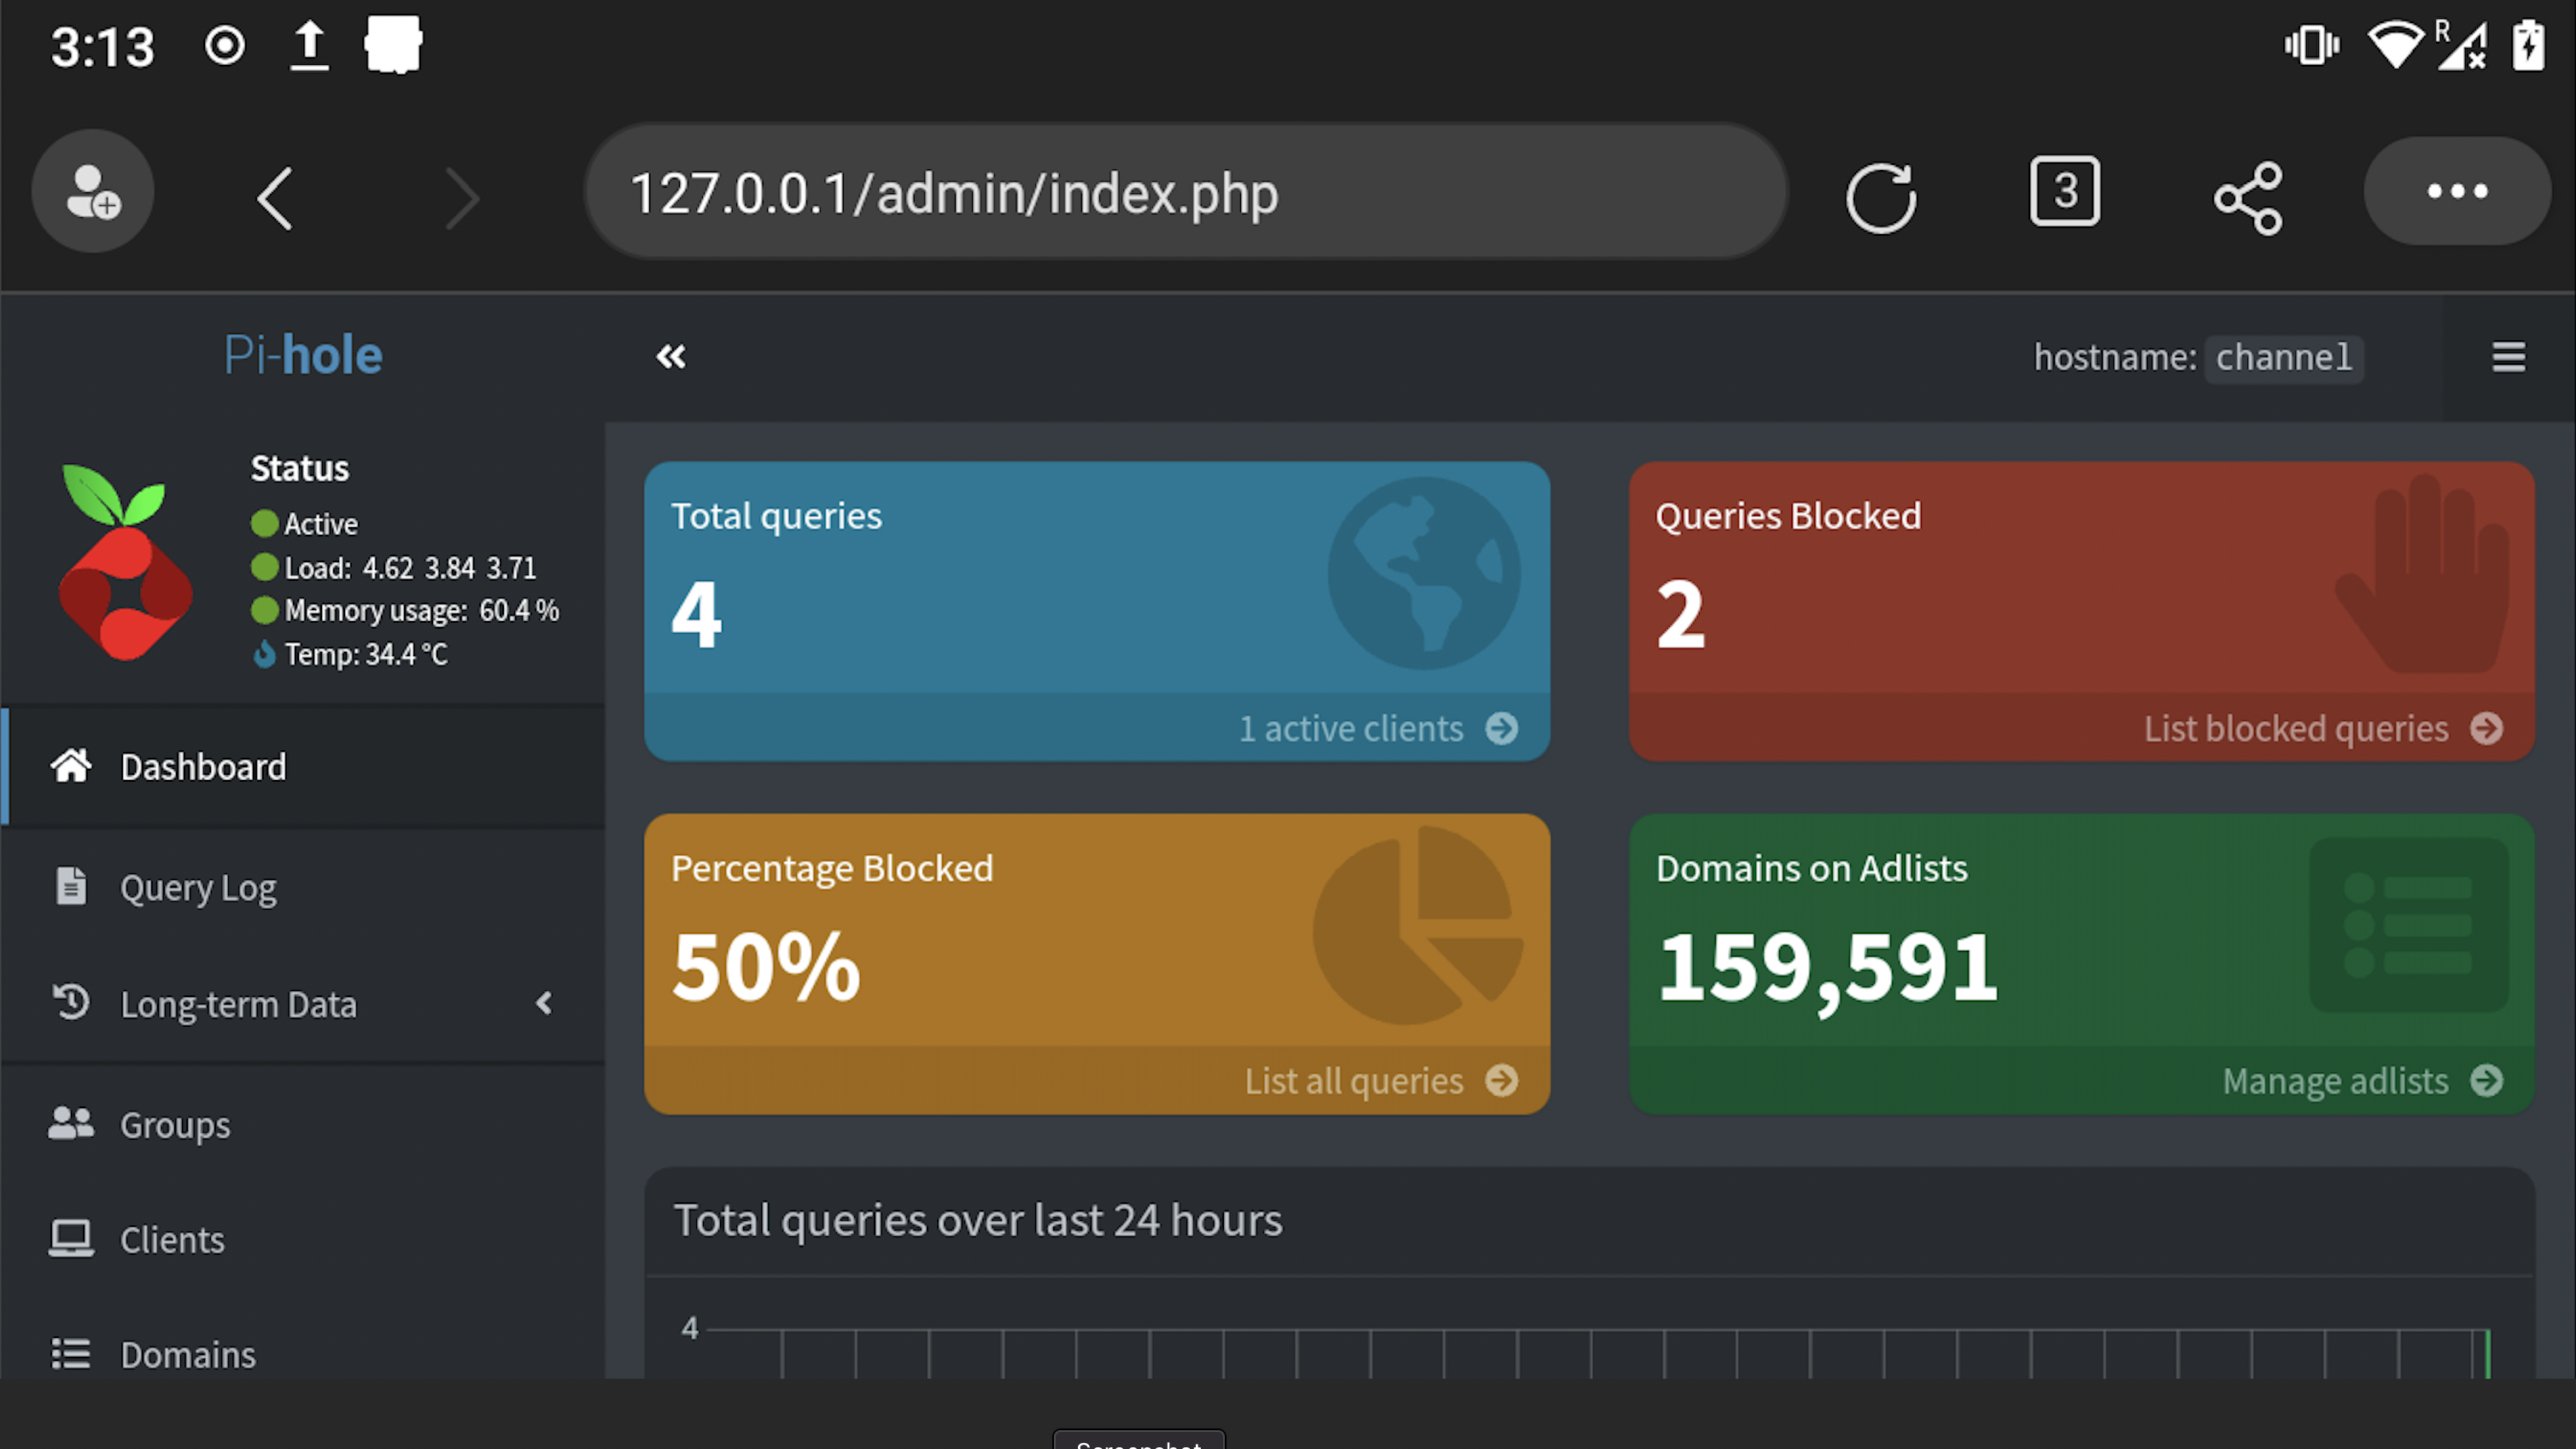 3:13
R
127.0.0.1/admin/index.php
3
Pi-hole
hostname: channel
Status
Active
Load: 4.62 3.84 3.71
Memory usage: 60.4 %
Temp: 34.4 °C
Dashboard
Query Log
Long-term Data
Groups
Clients
Domains
Total queries
4
1 active clients
Queries Blocked
2
List blocked queries
Percentage Blocked
50%
List all queries
Domains on Adlists
159,591
Manage adlists
Total queries over last 24 hours
4
Screenshot